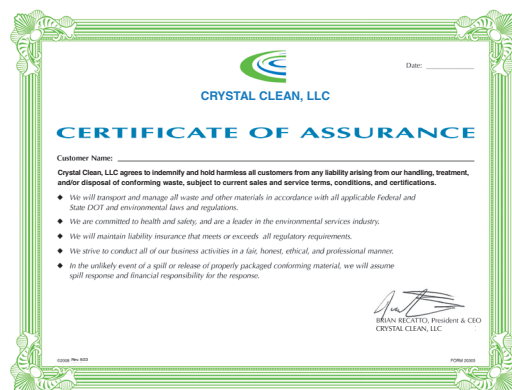 Date:
CRYSTAL CLEAN, LLC
CERTIFICATE OF ASSURANCE
Customer Name:
Crystal Clean, LLC agrees to indemnify and hold harmless all customers from any liability arising from our handling, treatment,
and/or disposal of conforming waste, subject to current sales and service terms, conditions, and certifications.
◆ We will transport and manage all waste and other materials in accordance with all applicable Federal and
State DOT and environmental laws and regulations.
◆ We are committed to health and safety, and are a leader in the environmental services industry.
◆ We will maintain liability insurance that meets or exceeds all regulatory requirements.
◆ We strive to conduct all of our business activities in a fair, honest, ethical, and professional manner.
◆ In the unlikely event of a spill or release of properly packaged conforming material, we will assume
spill response and financial responsibility for the response.
BRIAN RECATTO, President & CEO
CRYSTAL CLEAN, LLC
©2008 Rev 8/23
FORM